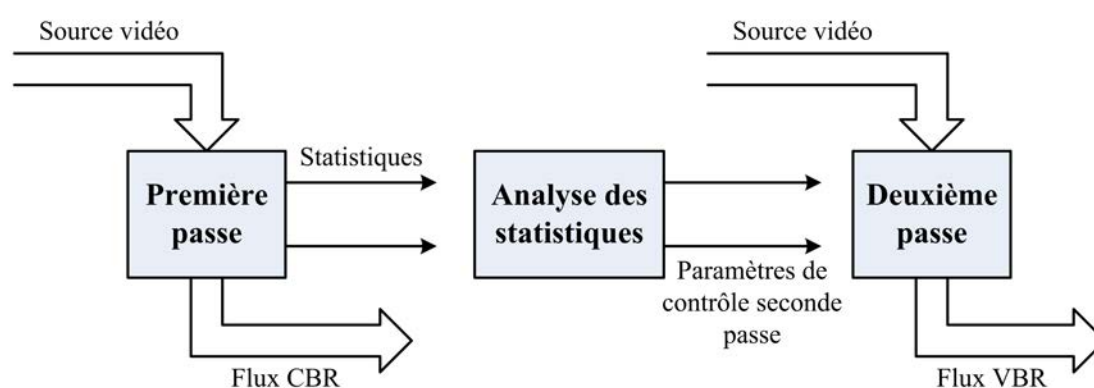 Source vidéo
Source vidéo
Statistiques
Première
passe
Analyse des
statistiques
Deuxième
passe
Paramètres de
contrôle seconde
passe
Flux CBR
Flux VBR